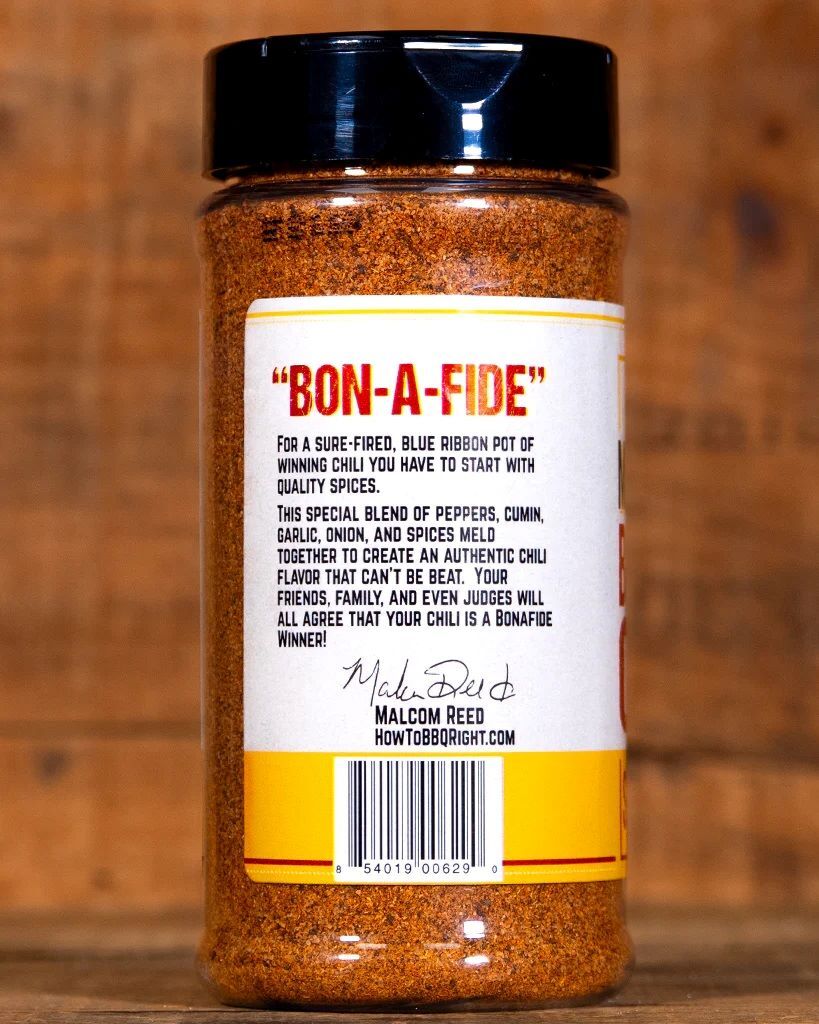 “BON-A-FIDE”
FOR A SURE-FIRED, BLUE RIBBON POT OF
WINNING CHILI YOU HAVE TO START WITH
QUALITY SPICES.
THIS SPECIAL BLEND OF PEPPERS, CUMIN,
GARLIC, ONION, AND SPICES MELD
TOGETHER TO CREATE AN AUTHENTIC CHILI
FLAVOR THAT CAN'T BE BEAT. YOUR
FRIENDS, FAMILY, AND EVEN JUDGES WILL
ALL AGREE THAT YOUR CHILI IS A BONAFIDE
WINNER!
Malcom Reed
MALCOM REED
HOWTOBBQRIGHT.COM
8 54019 00629 0